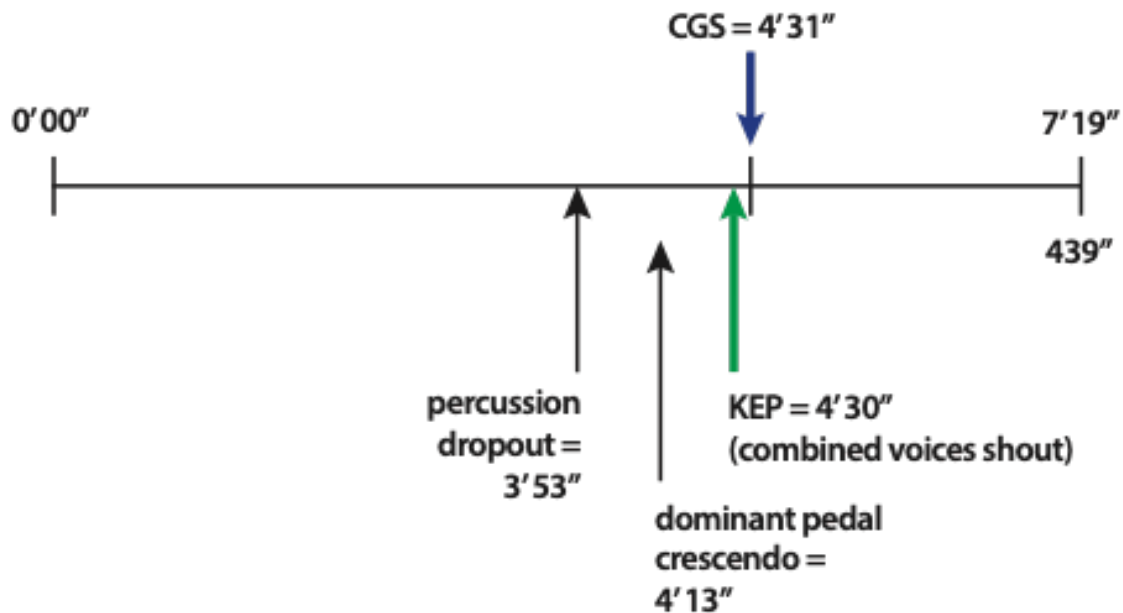 CGS = 4’31”
0’00”
7’19”
439”
percussion
dropout =
3’53”
KEP = 4’30”
(combined voices shout)
dominant pedal
crescendo =
4’13”